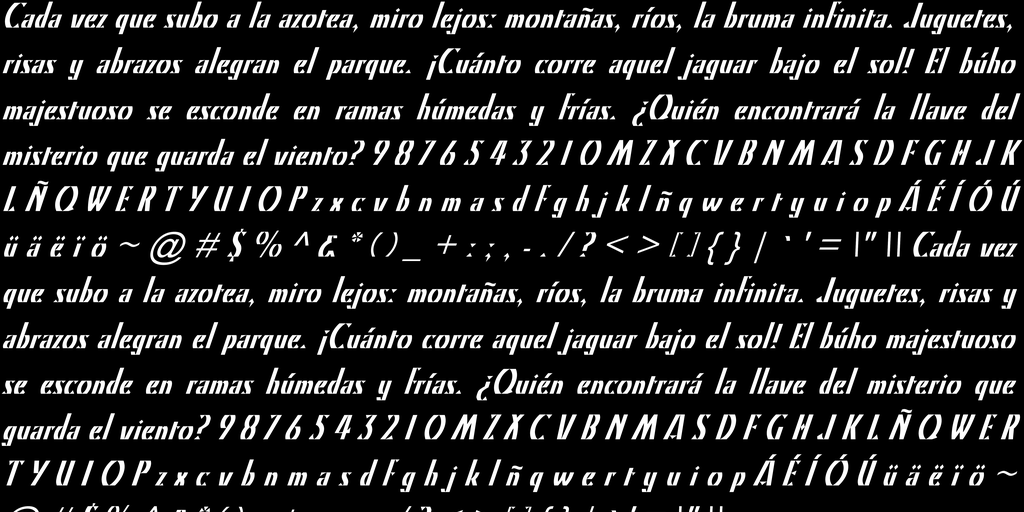 Cada vez que subo a la azotea, miro lejos: montañas, ríos, la bruma infinita. Juguetes,
risas y abrazos alegran el parque. ¡Cuánto corre aquel jaguar bajo el sol! El búho
majestuoso se esconde en ramas húmedas y frías. ¿Quién encontrará la llave del
misterio que guarda el viento? 9 8 7 6 5 4 3 2 1 0 M Z X C V B N M A S D F G H J K
L Ñ Q W E R T Y U I O P z x c v b n m a s d f g h j k l ñ q w e r t y u i o p Á É Í Ó Ú
ü ä ë ï ö ~ @ # $ % ^ & * ( ) _ + : ; , - . / ? < > [ ] { } | ` ' = \" || Cada vez
que subo a la azotea, miro lejos: montañas, ríos, la bruma infinita. Juguetes, risas y
abrazos alegran el parque. ¡Cuánto corre aquel jaguar bajo el sol! El búho majestuoso
se esconde en ramas húmedas y frías. ¿Quién encontrará la llave del misterio que
guarda el viento? 9 8 7 6 5 4 3 2 1 0 M Z X C V B N M A S D F G H J K L Ñ Q W E R
T Y U I O P z x c v b n m a s d f g h j k l ñ q w e r t y u i o p Á É Í Ó Ú ü ä ë ï ö ~